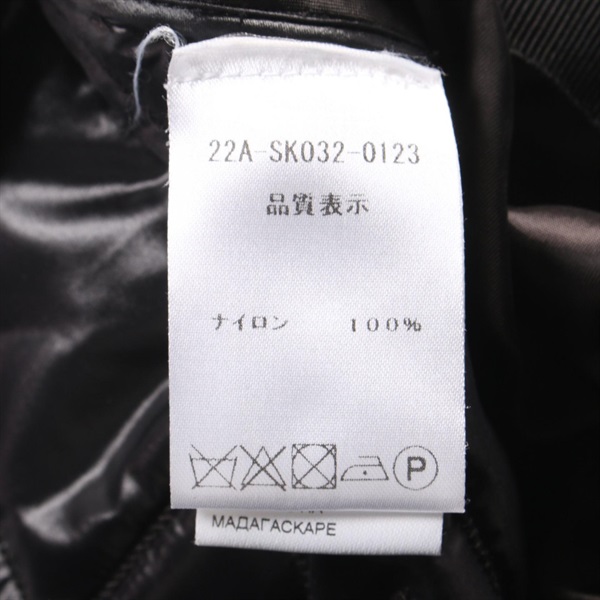 22A-SK032-0123
品質表示
ナイロン 100%
P
МАДАГАСКАРЕ